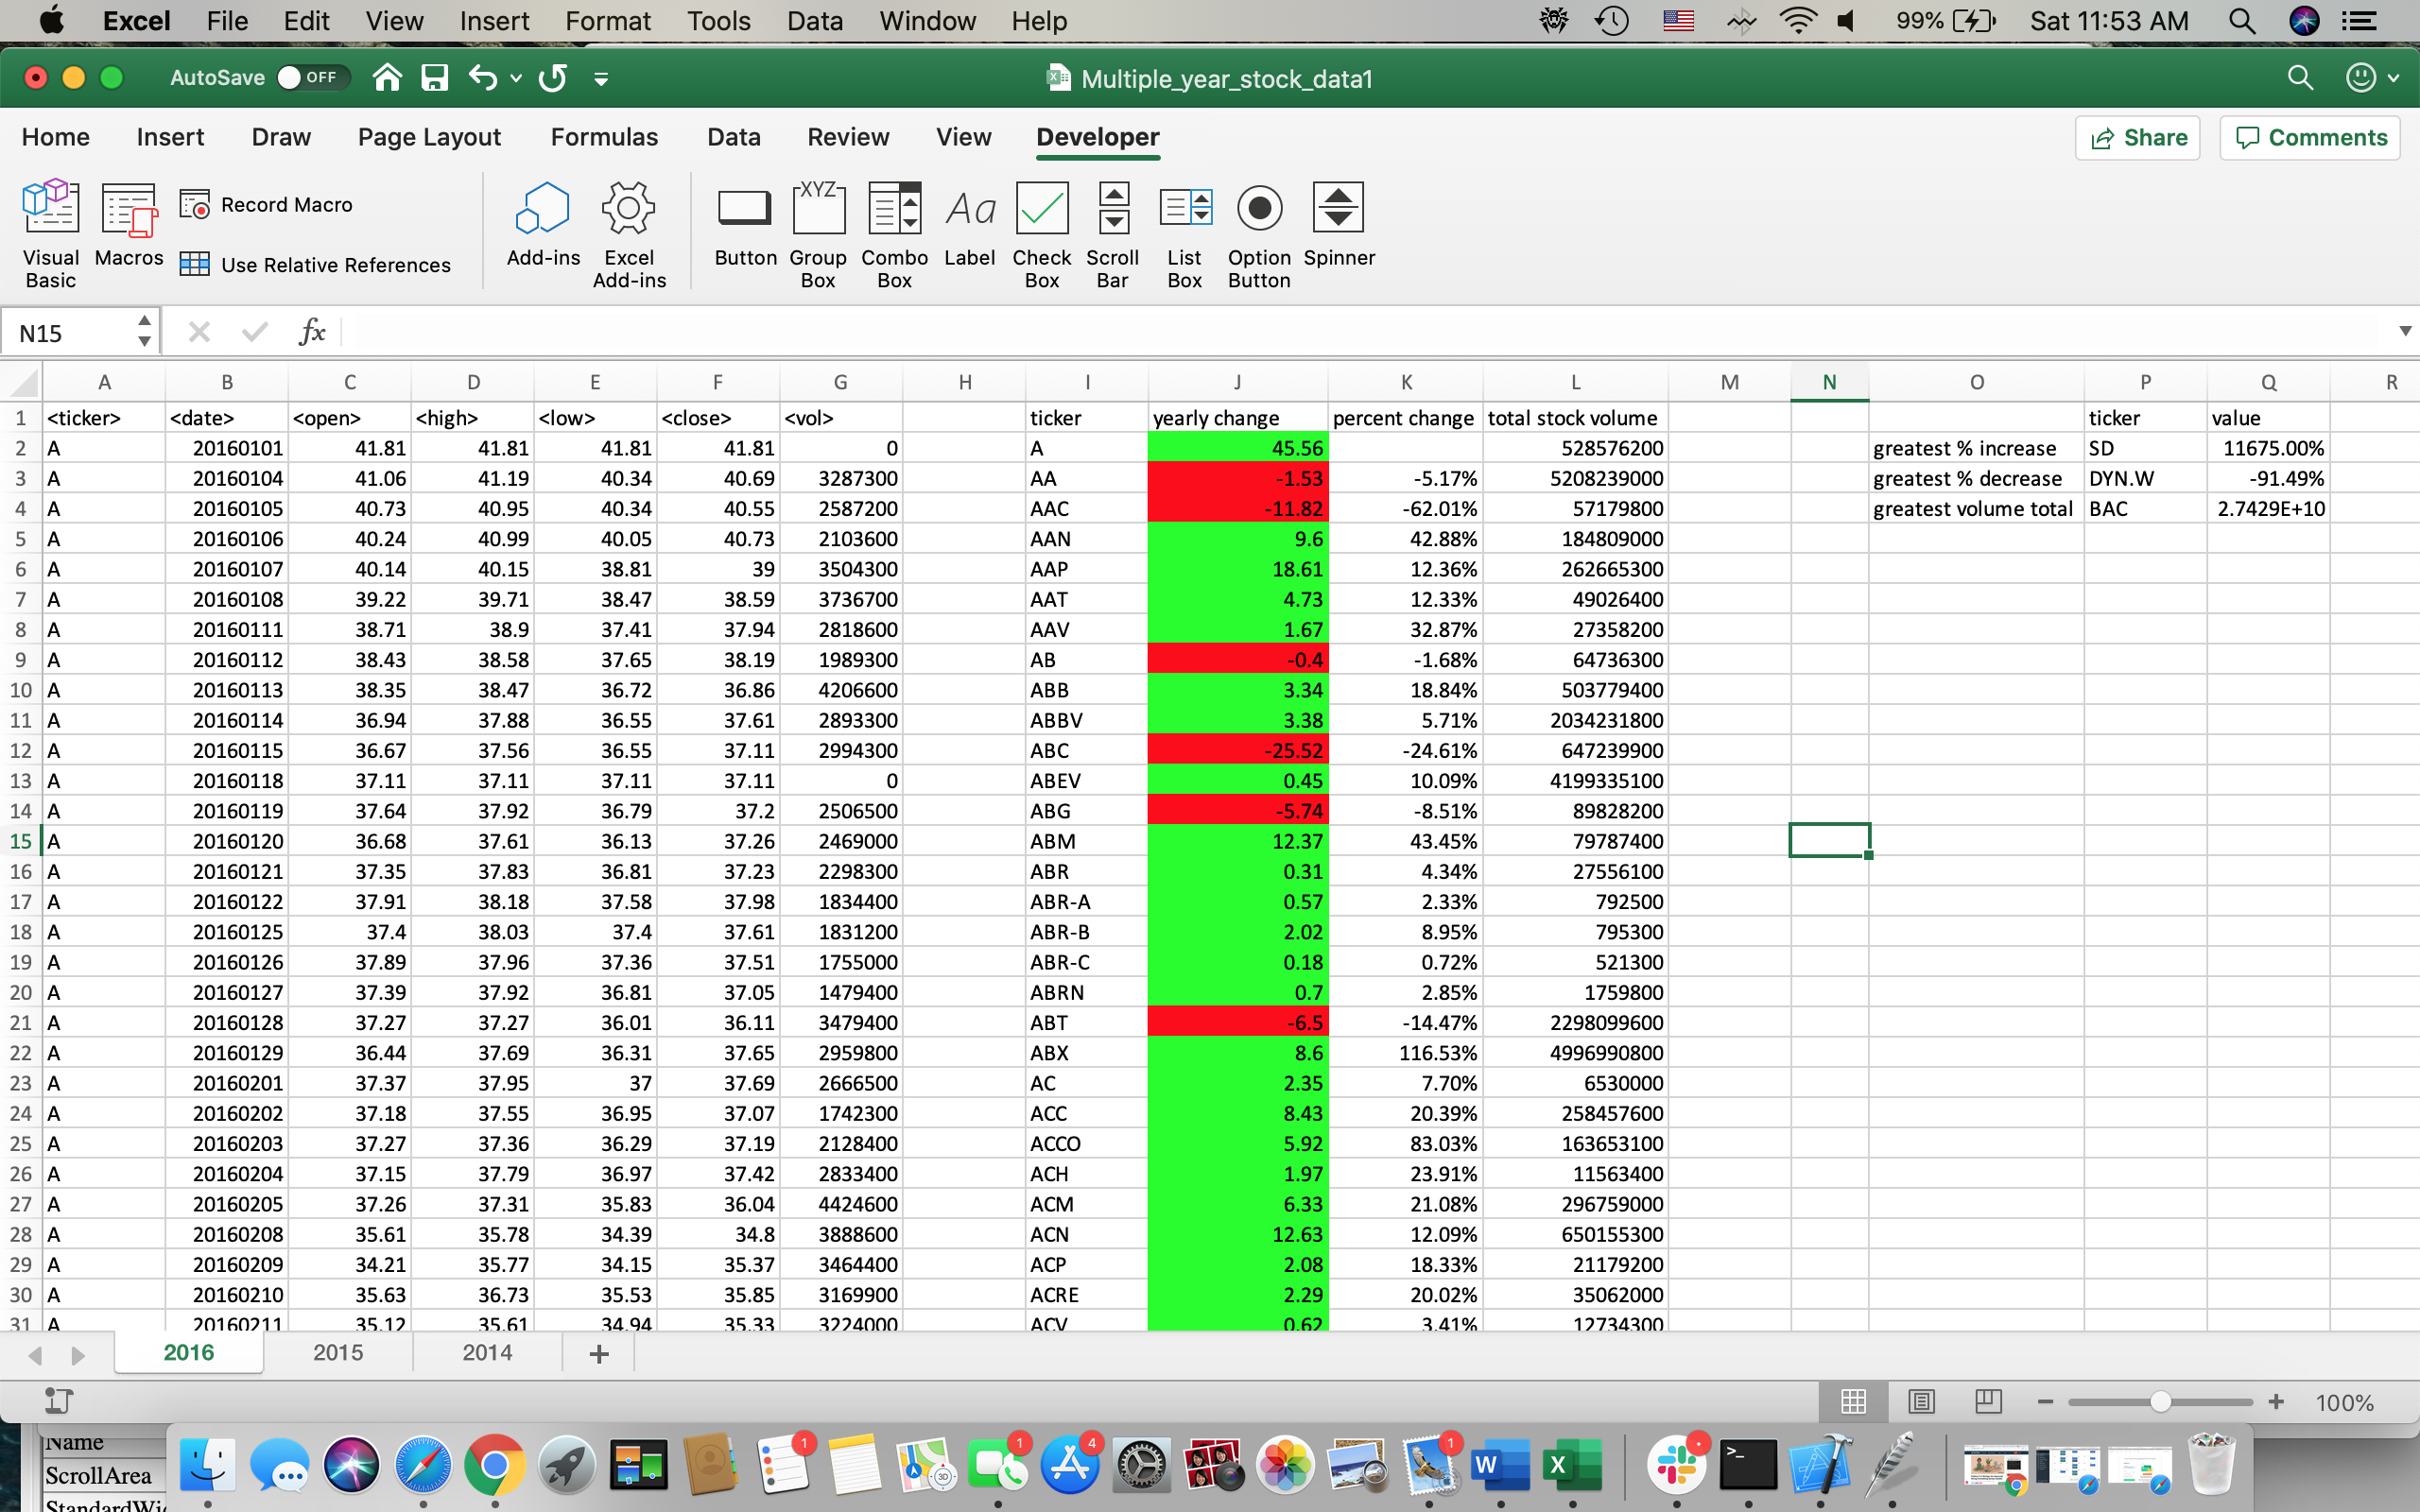 Excel File Edit View Insert Format Tools Data Window Help 99% Sat 11:53 AM
AutoSave OFF Multiple_year_stock_data1
Home Insert Draw Page Layout Formulas Data Review View Developer Share Comments
Visual Basic Macros Record Macro Use Relative References Add-ins Excel Add-ins Button XYZ Group Box Combo Box Aa Label Check Box Scroll Bar List Box Option Button Spinner
N15 fx
A B C D E F G H I J K L M N O P Q R
1 <ticker> <date> <open> <high> <low> <close> <vol> ticker yearly change percent change total stock volume ticker value
2 A 20160101 41.81 41.81 41.81 41.81 0 A 45.56 528576200 greatest % increase SD 11675.00%
3 A 20160104 41.06 41.19 40.34 40.69 3287300 AA -1.53 -5.17% 5208239000 greatest % decrease DYN.W -91.49%
4 A 20160105 40.73 40.95 40.34 40.55 2587200 AAC -11.82 -62.01% 57179800 greatest volume total BAC 2.7429E+10
5 A 20160106 40.24 40.99 40.05 40.73 2103600 AAN 9.6 42.88% 184809000
6 A 20160107 40.14 40.15 38.81 39 3504300 AAP 18.61 12.36% 262665300
7 A 20160108 39.22 39.71 38.47 38.59 3736700 AAT 4.73 12.33% 49026400
8 A 20160111 38.71 38.9 37.41 37.94 2818600 AAV 1.67 32.87% 27358200
9 A 20160112 38.43 38.58 37.65 38.19 1989300 AB -0.4 -1.68% 64736300
10 A 20160113 38.35 38.47 36.72 36.86 4206600 ABB 3.34 18.84% 503779400
11 A 20160114 36.94 37.88 36.55 37.61 2893300 ABBV 3.38 5.71% 2034231800
12 A 20160115 36.67 37.56 36.55 37.11 2994300 ABC -25.52 -24.61% 647239900
13 A 20160118 37.11 37.11 37.11 37.11 0 ABEV 0.45 10.09% 4199335100
14 A 20160119 37.64 37.92 36.79 37.2 2506500 ABG -5.74 -8.51% 89828200
15 A 20160120 36.68 37.61 36.13 37.26 2469000 ABM 12.37 43.45% 79787400
16 A 20160121 37.35 37.83 36.81 37.23 2298300 ABR 0.31 4.34% 27556100
17 A 20160122 37.91 38.18 37.58 37.98 1834400 ABR-A 0.57 2.33% 792500
18 A 20160125 37.4 38.03 37.4 37.61 1831200 ABR-B 2.02 8.95% 795300
19 A 20160126 37.89 37.96 37.36 37.51 1755000 ABR-C 0.18 0.72% 521300
20 A 20160127 37.39 37.92 36.81 37.05 1479400 ABRN 0.7 2.85% 1759800
21 A 20160128 37.27 37.27 36.01 36.11 3479400 ABT -6.5 -14.47% 2298099600
22 A 20160129 36.44 37.69 36.31 37.65 2959800 ABX 8.6 116.53% 4996990800
23 A 20160201 37.37 37.95 37 37.69 2666500 AC 2.35 7.70% 6530000
24 A 20160202 37.18 37.55 36.95 37.07 1742300 ACC 8.43 20.39% 258457600
25 A 20160203 37.27 37.36 36.29 37.19 2128400 ACCO 5.92 83.03% 163653100
26 A 20160204 37.15 37.79 36.97 37.42 2833400 ACH 1.97 23.91% 11563400
27 A 20160205 37.26 37.31 35.83 36.04 4424600 ACM 6.33 21.08% 296759000
28 A 20160208 35.61 35.78 34.39 34.8 3888600 ACN 12.63 12.09% 650155300
29 A 20160209 34.21 35.77 34.15 35.37 3464400 ACP 2.08 18.33% 21179200
30 A 20160210 35.63 36.73 35.53 35.85 3169900 ACRE 2.29 20.02% 35062000
31 A 20160211 35.12 35.61 34.94 35.33 3224000 ACV 0.62 3.41% 12734300
2016 2015 2014 +
100%
Name
ScrollArea
StandardWi
1 1 4 1
3D W X >_